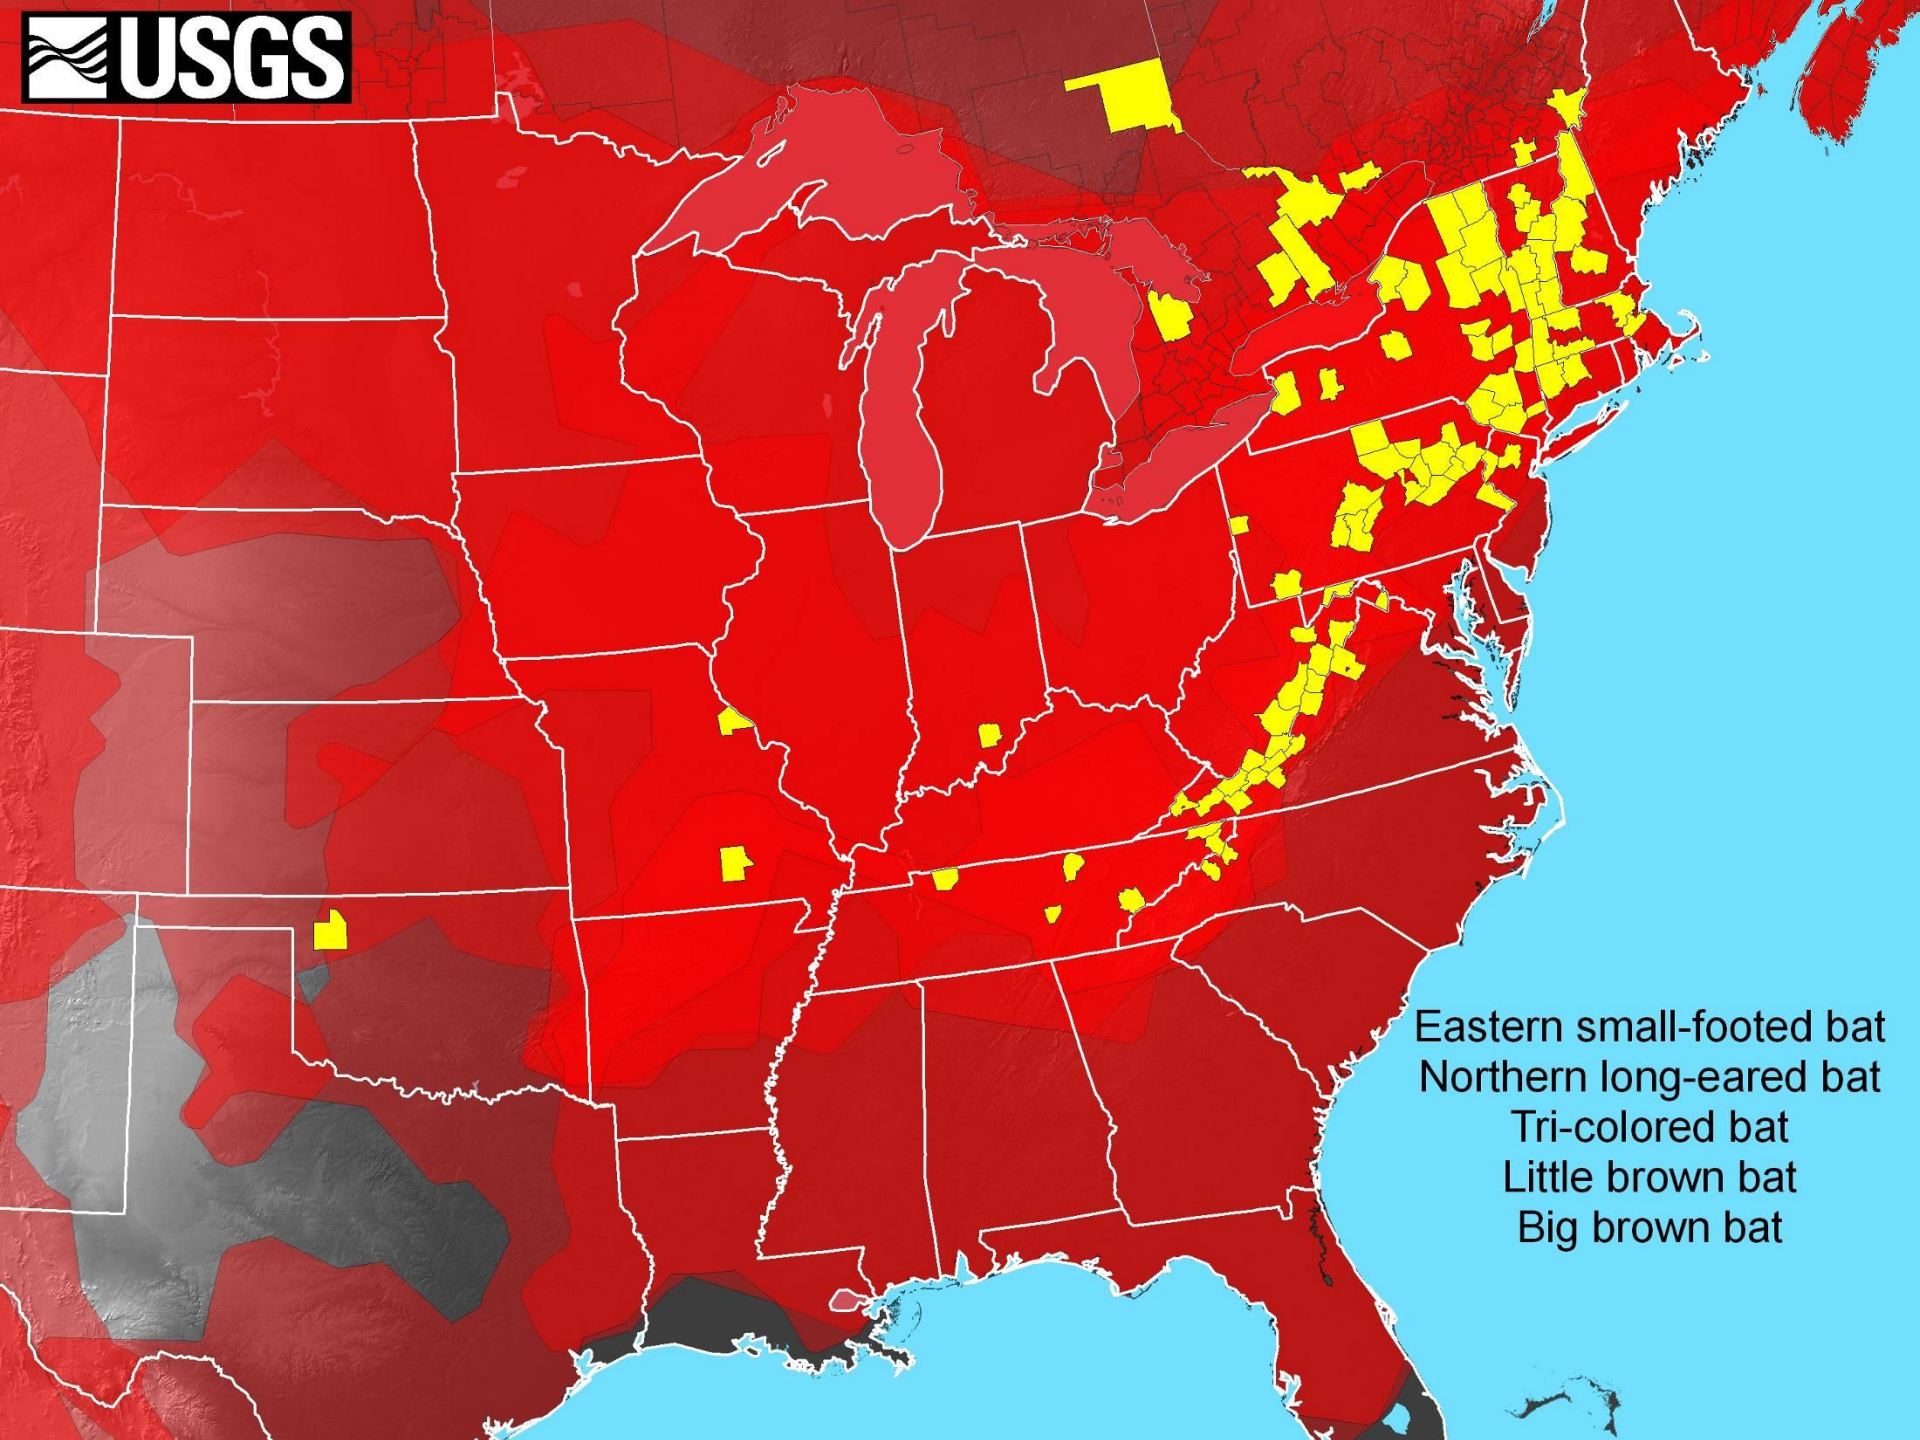 USGS
Eastern small-footed bat
Northern long-eared bat
Tri-colored bat
Little brown bat
Big brown bat